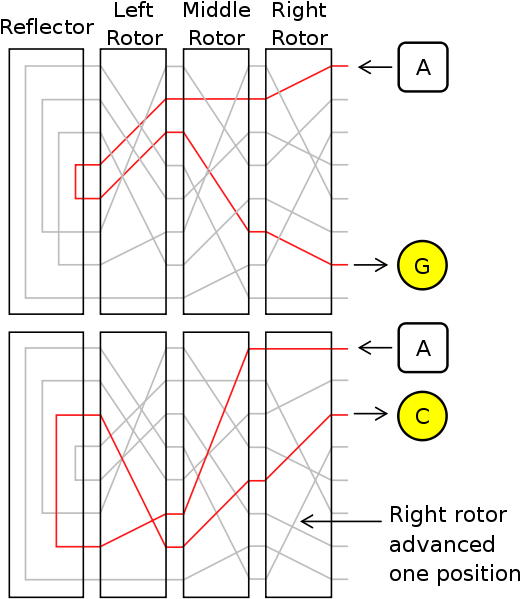 Reflector
Left
Rotor
Middle
Rotor
Right
Rotor
A
G
A
C
Right rotor
advanced
one position